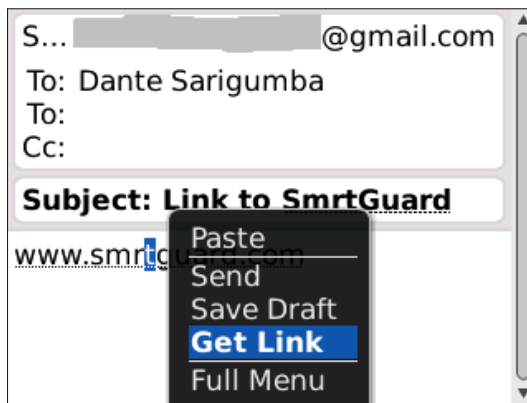 S... @gmail.com
To: Dante Sarigumba
To:
Cc:
Subject: Link to SmrtGuard
www.smrtguard.com
Paste
Send
Save Draft
Get Link
Full Menu